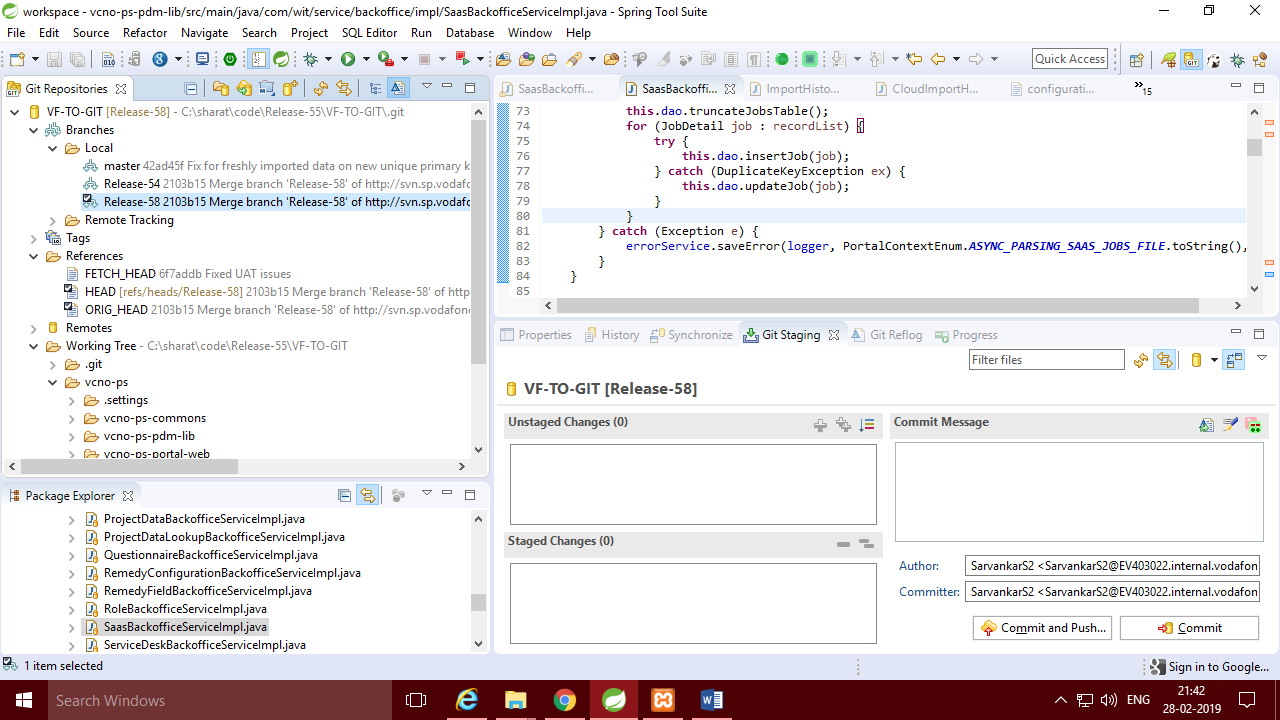 workspace - vcno-ps-pdm-lib/src/main/java/com/wit/service/backoffice/impl/SaasBackofficeServiceImpl.java - Spring Tool Suite
File Edit Source Refactor Navigate Search Project SQL Editor Run Database Window Help
Quick Access
Git Repositories
VF-TO-GIT [Release-58] - C:\sharat\code\Release-55\VF-TO-GIT\.git
Branches
Local
master 42ad45f Fix for freshly imported data on new unique primary k
Release-54 2103b15 Merge branch 'Release-58' of http://svn.sp.vodafo
Release-58 2103b15 Merge branch 'Release-58' of http://svn.sp.vodafo
Remote Tracking
Tags
References
FETCH_HEAD 6f7addb Fixed UAT issues
HEAD [refs/heads/Release-58] 2103b15 Merge branch 'Release-58' of http
ORIG_HEAD 2103b15 Merge branch 'Release-58' of http://svn.sp.vodafone
Remotes
Working Tree - C:\sharat\code\Release-55\VF-TO-GIT
.git
vcno-ps
.settings
vcno-ps-commons
vcno-ps-pdm-lib
vcno-ps-portal-web
Package Explorer
ProjectDataBackofficeServiceImpl.java
ProjectDataLookupBackofficeServiceImpl.java
QuestionnaireBackofficeServiceImpl.java
RemedyConfigurationBackofficeServiceImpl.java
RemedyFieldBackofficeServiceImpl.java
RoleBackofficeServiceImpl.java
SaasBackofficeServiceImpl.java
ServiceDeskBackofficeServiceImpl.java
SaasBackoffi... SaasBackoffi... ImportHisto... CloudImportH... configurati... »15
73 this.dao.truncateJobsTable();
74 for (JobDetail job : recordList) {
75 try {
76 this.dao.insertJob(job);
77 } catch (DuplicateKeyException ex) {
78 this.dao.updateJob(job);
79 }
80 }
81 } catch (Exception e) {
82 errorService.saveError(logger, PortalContextEnum.ASYNC_PARSING_SAAS_JOBS_FILE.toString(),
83 }
84 }
85
Properties History Synchronize Git Staging Git Reflog Progress
Filter files
VF-TO-GIT [Release-58]
Unstaged Changes (0)
Staged Changes (0)
Commit Message
Author: SarvankarS2 <SarvankarS2@EV403022.internal.vodafon
Committer: SarvankarS2 <SarvankarS2@EV403022.internal.vodafon
Commit and Push... Commit
1 item selected
Sign in to Google...
Search Windows
ENG
21:42
28-02-2019